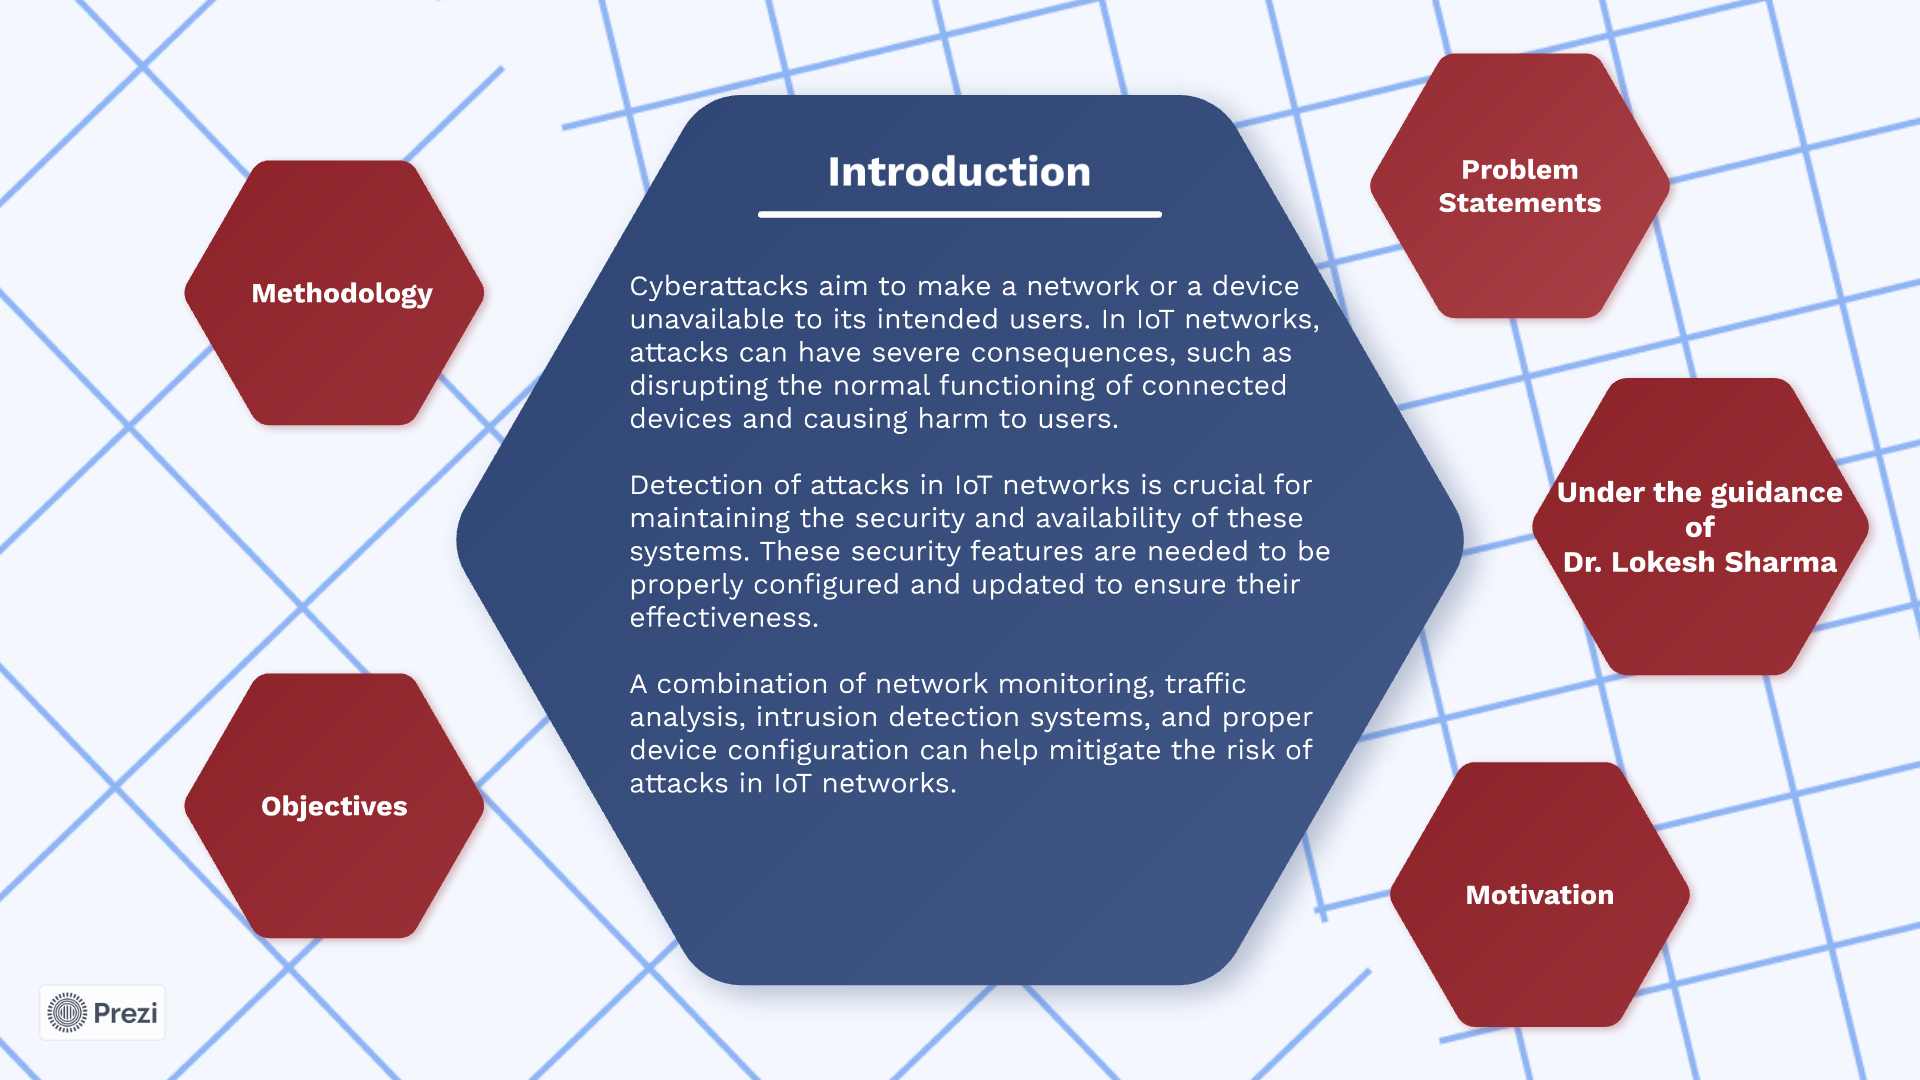 Introduction
Cyberattacks aim to make a network or a device
unavailable to its intended users. In IoT networks,
attacks can have severe consequences, such as
disrupting the normal functioning of connected
devices and causing harm to users.
Detection of attacks in IoT networks is crucial for
maintaining the security and availability of these
systems. These security features are needed to be
properly configured and updated to ensure their
effectiveness.
A combination of network monitoring, traffic
analysis, intrusion detection systems, and proper
device configuration can help mitigate the risk of
attacks in IoT networks.
Methodology
Objectives
Problem
Statements
Under the guidance
of
Dr. Lokesh Sharma
Motivation
Prezi